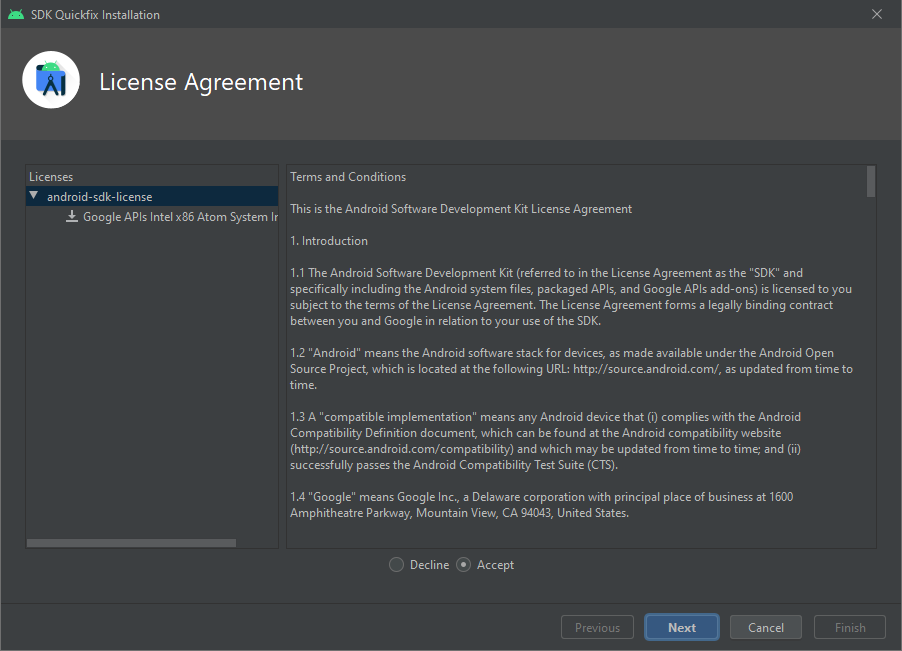 SDK Quickfix Installation
License Agreement
Licenses
android-sdk-license
Google APIs Intel x86 Atom System
Terms and Conditions
This is the Android Software Development Kit License Agreement
1. Introduction
1.1 The Android Software Development Kit (referred to in the License Agreement as the "SDK" and
specifically including the Android system files, packaged APIs, and Google APIs add-ons) is licensed to you
subject to the terms of the License Agreement. The License Agreement forms a legally binding contract
between you and Google in relation to your use of the SDK.
1.2 "Android" means the Android software stack for devices, as made available under the Android Open
Source Project, which is located at the following URL: http://source.android.com/, as updated from time to
time.
1.3 A "compatible implementation" means any Android device that (i) complies with the Android
Compatibility Definition document, which can be found at the Android compatibility website
(http://source.android.com/compatibility) and which may be updated from time to time; and (ii)
successfully passes the Android Compatibility Test Suite (CTS).
1.4 "Google" means Google Inc., a Delaware corporation with principal place of business at 1600
Amphitheatre Parkway, Mountain View, CA 94043, United States.
Decline Accept
Previous Next Cancel Finish